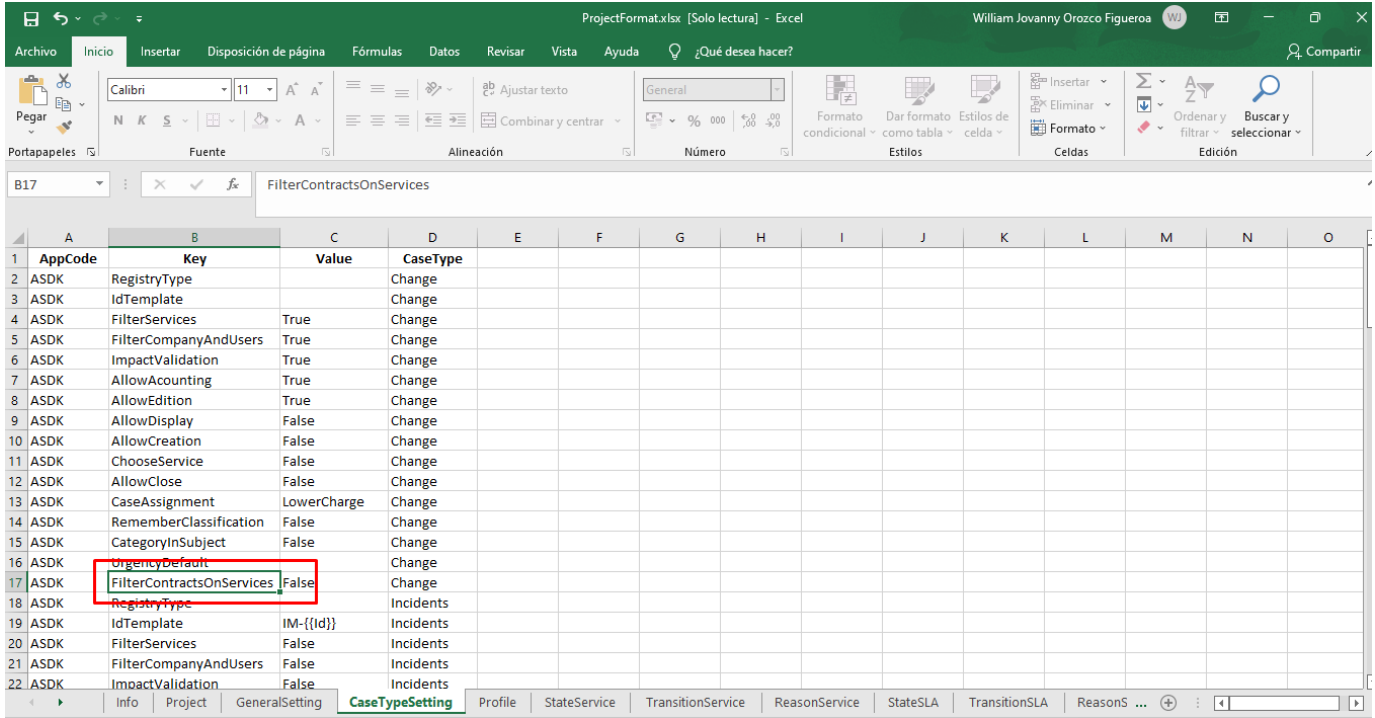 ProjectFormat.xlsx [Solo lectura] - Excel
William Jovanny Orozco Figueroa WJ
Archivo Inicio Insertar Disposición de página Fórmulas Datos Revisar Vista Ayuda ¿Qué desea hacer? Compartir
Pegar
Portapapeles
Calibri 11 A A
N K S A
Fuente
ab Ajustar texto
Combinar y centrar
Alineación
General
% 000
Número
Formato condicional
Dar formato como tabla
Estilos de celda
Estilos
Insertar
Eliminar
Formato
Celdas
Ordenar y filtrar
Buscar y seleccionar
Edición
B17 fx FilterContractsOnServices
A B C D E F G H I J K L M N O
1 AppCode Key Value CaseType
2 ASDK RegistryType Change
3 ASDK IdTemplate Change
4 ASDK FilterServices True Change
5 ASDK FilterCompanyAndUsers True Change
6 ASDK ImpactValidation True Change
7 ASDK AllowAcounting True Change
8 ASDK AllowEdition True Change
9 ASDK AllowDisplay False Change
10 ASDK AllowCreation False Change
11 ASDK ChooseService False Change
12 ASDK AllowClose False Change
13 ASDK CaseAssignment LowerCharge Change
14 ASDK RememberClassification False Change
15 ASDK CategoryInSubject False Change
16 ASDK UrgencyDefault Change
17 ASDK FilterContractsOnServices False Change
18 ASDK RegistryType Incidents
19 ASDK IdTemplate IM-{{Id}} Incidents
20 ASDK FilterServices False Incidents
21 ASDK FilterCompanyAndUsers False Incidents
22 ASDK ImpactValidation False Incidents
Info Project GeneralSetting CaseTypeSetting Profile StateService TransitionService ReasonService StateSLA TransitionSLA ReasonS ...